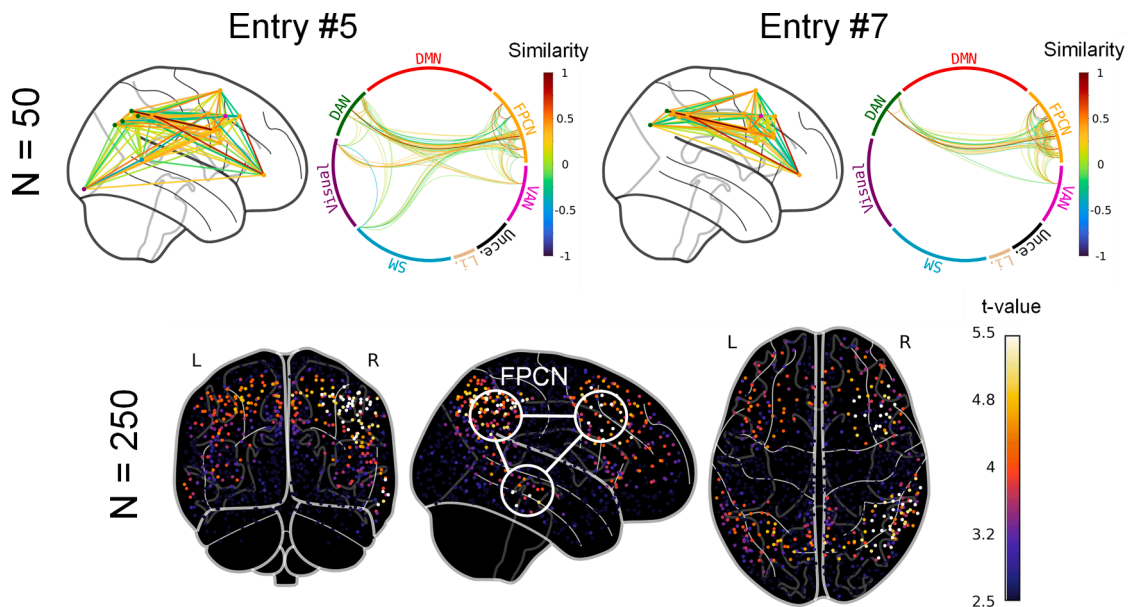 Entry #5
Entry #7
N = 50
Similarity
DMN
DAN
FPCN
Visual
VAN
Unce.
Li.
SM
1
0.5
0
-0.5
-1
Similarity
DMN
DAN
FPCN
Visual
VAN
Unce.
Li.
SM
1
0.5
0
-0.5
-1
N = 250
L
R
FPCN
L
R
t-value
5.5
4.8
4
3.2
2.5